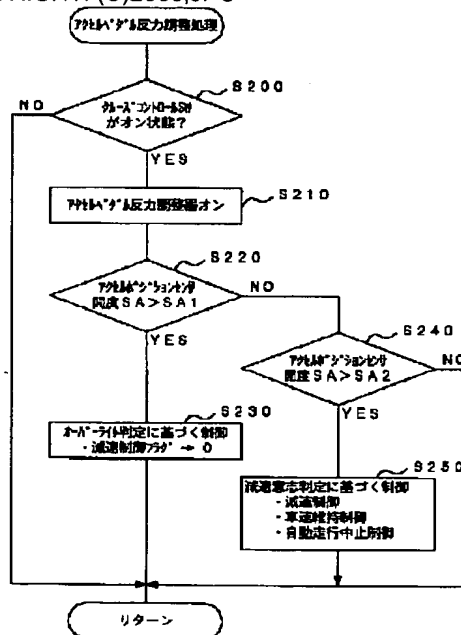 アクセルペダル反力調整処理
S200
NO
クルーズコントロールSW
がオン状態?
YES
S210
アクセルペダル反力調整器オン
S220
アクセルポジションセンサ
開度SA>SA1
NO
YES
S240
アクセルポジションセンサ
開度SA>SA2
NO
YES
S230
オーバーライド判定に基づく制御
・減速制御フラグ→0
S250
減速意志判定に基づく制御
・減速制御
・車速維持制御
・自動走行中止制御
リターン